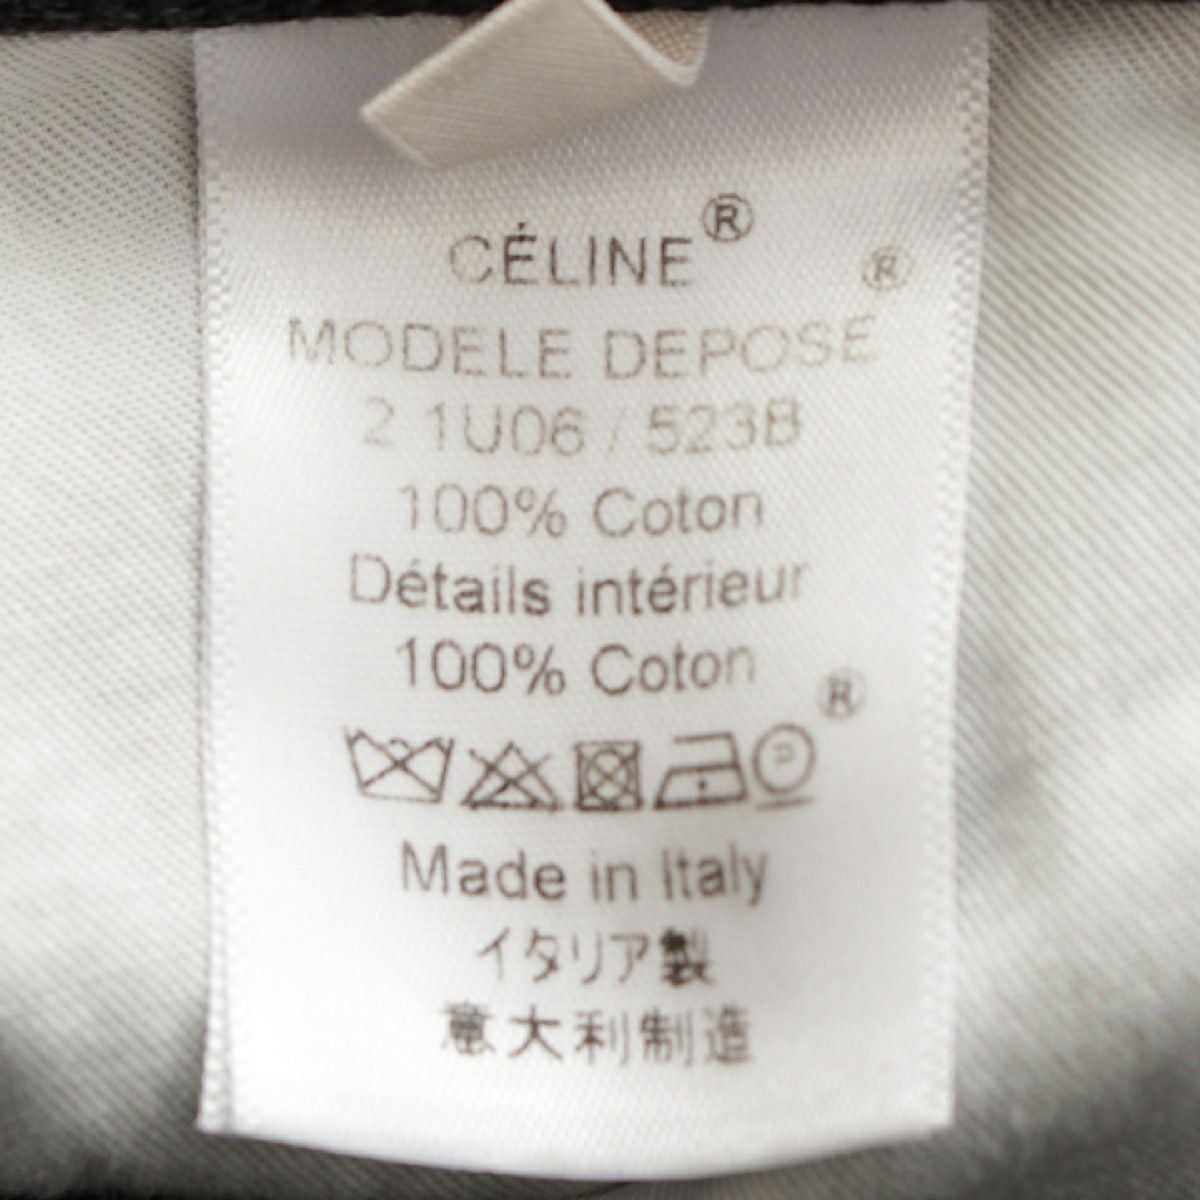 CÉLINE®
®
MODELE DEPOSÉ
2 1U06 / 523B
100% Coton
Détails intérieur
100% Coton
®
P
Made in Italy
イタリア製
意大利制造